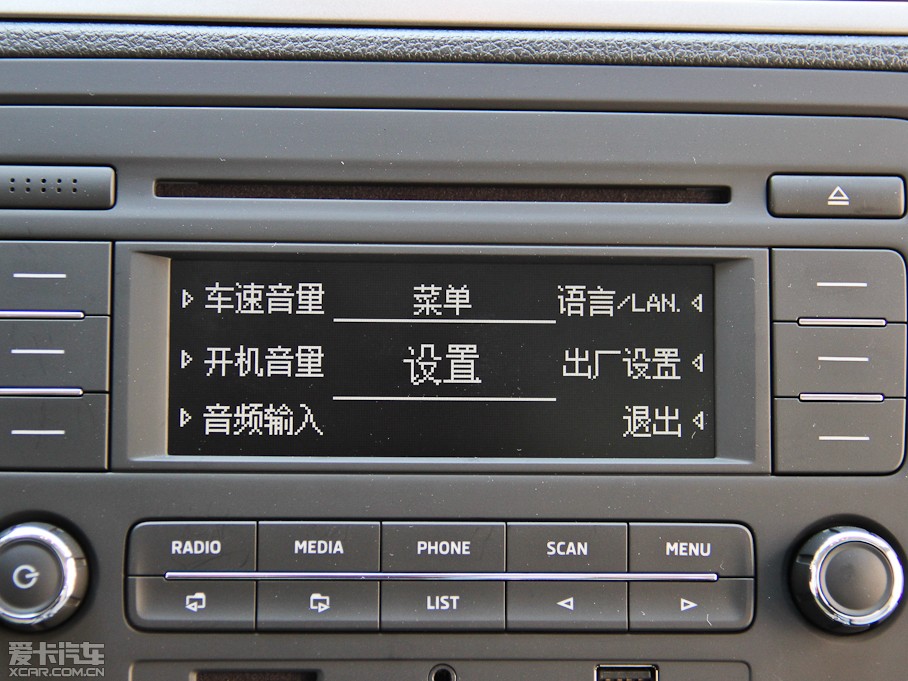 车速音量 菜单 语言/LAN.
开机音量 设置 出厂设置
音频输入 退出
RADIO MEDIA PHONE SCAN MENU
LIST
爱卡汽车
XCAR.COM.CN